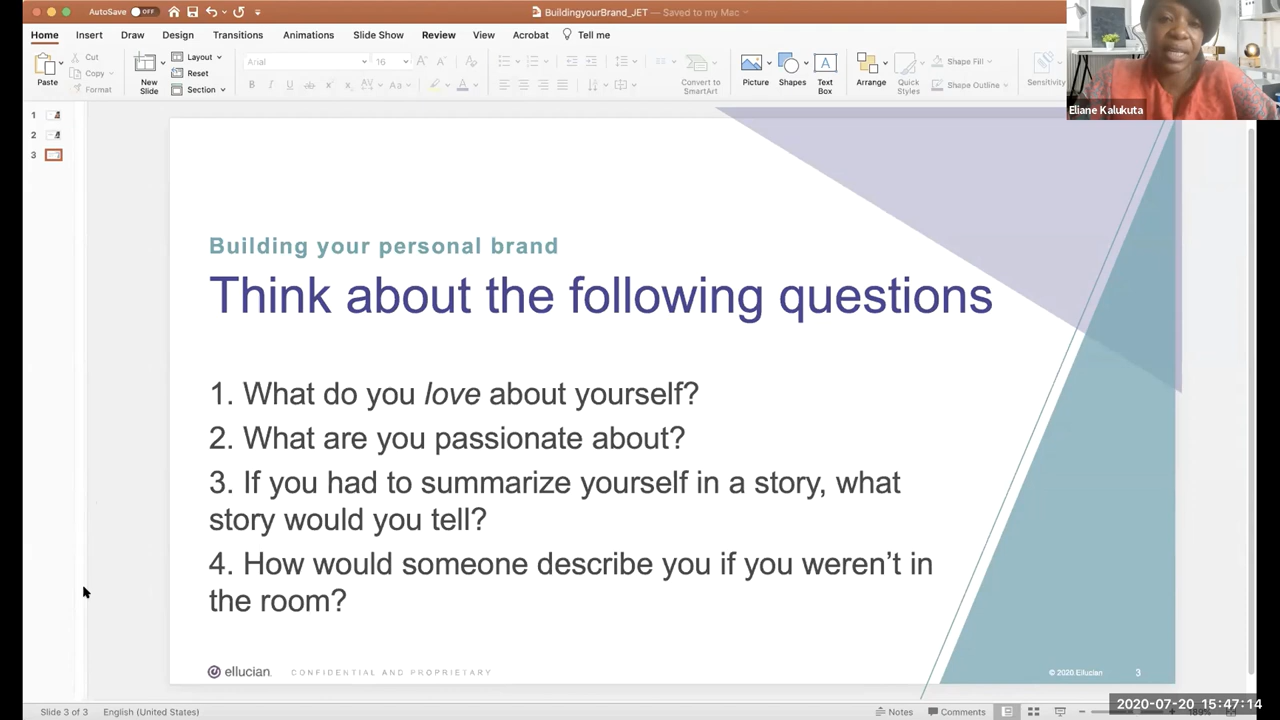 AutoSave OFF
BuildingyourBrand_JET — Saved to my Mac
Home Insert Draw Design Transitions Animations Slide Show Review View Acrobat Tell me
Paste
Cut
Copy
Format
New Slide
Layout
Reset
Section
Arial 16
Convert to SmartArt
Picture
Shapes
Text Box
Arrange
Quick Styles
Shape Fill
Shape Outline
Sensitivity
Eliane Kalukuta
1
2
3
Building your personal brand
Think about the following questions
1. What do you love about yourself?
2. What are you passionate about?
3. If you had to summarize yourself in a story, what
story would you tell?
4. How would someone describe you if you weren’t in
the room?
ellucian. CONFIDENTIAL AND PROPRIETARY © 2020 Ellucian 3
Slide 3 of 3 English (United States) Notes Comments
2020-07-20 15:47:14